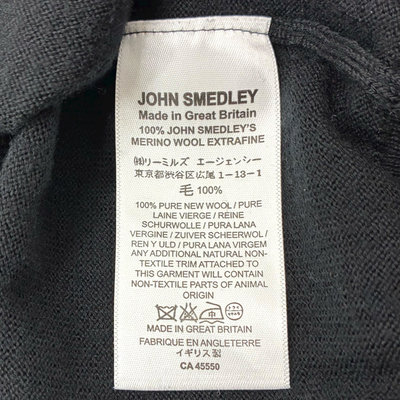 JOHN SMEDLEY
Made in Great Britain
100% JOHN SMEDLEY'S
MERINO WOOL EXTRAFINE
㈱リーミルズ エージェンシー
東京都渋谷区広尾1-13-1
毛 100%
100% PURE NEW WOOL / PURE
LAINE VIERGE / REINE
SCHURWOLLE / PURA LANA
VERGINE / ZUIVER SCHEERWOL /
REN Y ULD / PURA LANA VIRGEM
ANY ADDITIONAL NATURAL NON-
TEXTILE TRIM ATTACHED TO
THIS GARMENT WILL CONTAIN
NON-TEXTILE PARTS OF ANIMAL
ORIGIN
MADE IN GREAT BRITAIN
FABRIQUE EN ANGLETERRE
イギリス製
CA 45550